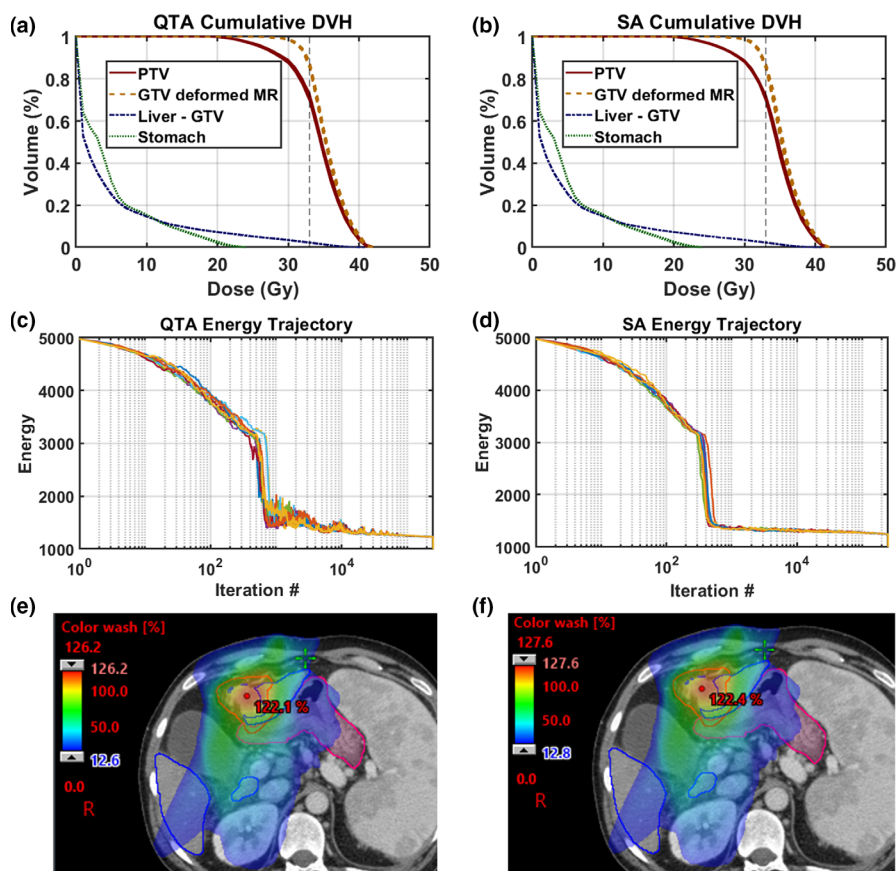 (a)
QTA Cumulative DVH
1
0.8
0.6
0.4
0.2
0
Volume (%)
PTV
GTV deformed MR
Liver - GTV
Stomach
0 10 20 30 40 50
Dose (Gy)
(b)
SA Cumulative DVH
1
0.8
0.6
0.4
0.2
0
Volume (%)
PTV
GTV deformed MR
Liver - GTV
Stomach
0 10 20 30 40 50
Dose (Gy)
(c)
QTA Energy Trajectory
5000
4000
3000
2000
1000
Energy
10^0 10^2 10^4
Iteration #
(d)
SA Energy Trajectory
5000
4000
3000
2000
1000
Energy
10^0 10^2 10^4
Iteration #
(e)
Color wash [%]
126.2
126.2
100.0
50.0
12.6
0.0
R
122.1 %
(f)
Color wash [%]
127.6
127.6
100.0
50.0
12.8
0.0
R
122.4 %